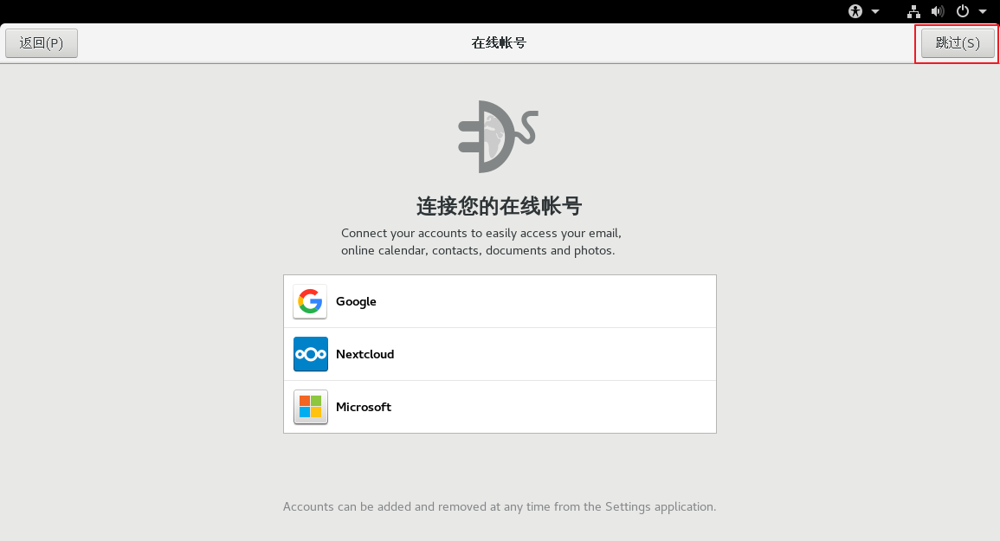 返回(P)
在线帐号
跳过(S)
连接您的在线帐号
Connect your accounts to easily access your email,
online calendar, contacts, documents and photos.
Google
Nextcloud
Microsoft
Accounts can be added and removed at any time from the Settings application.